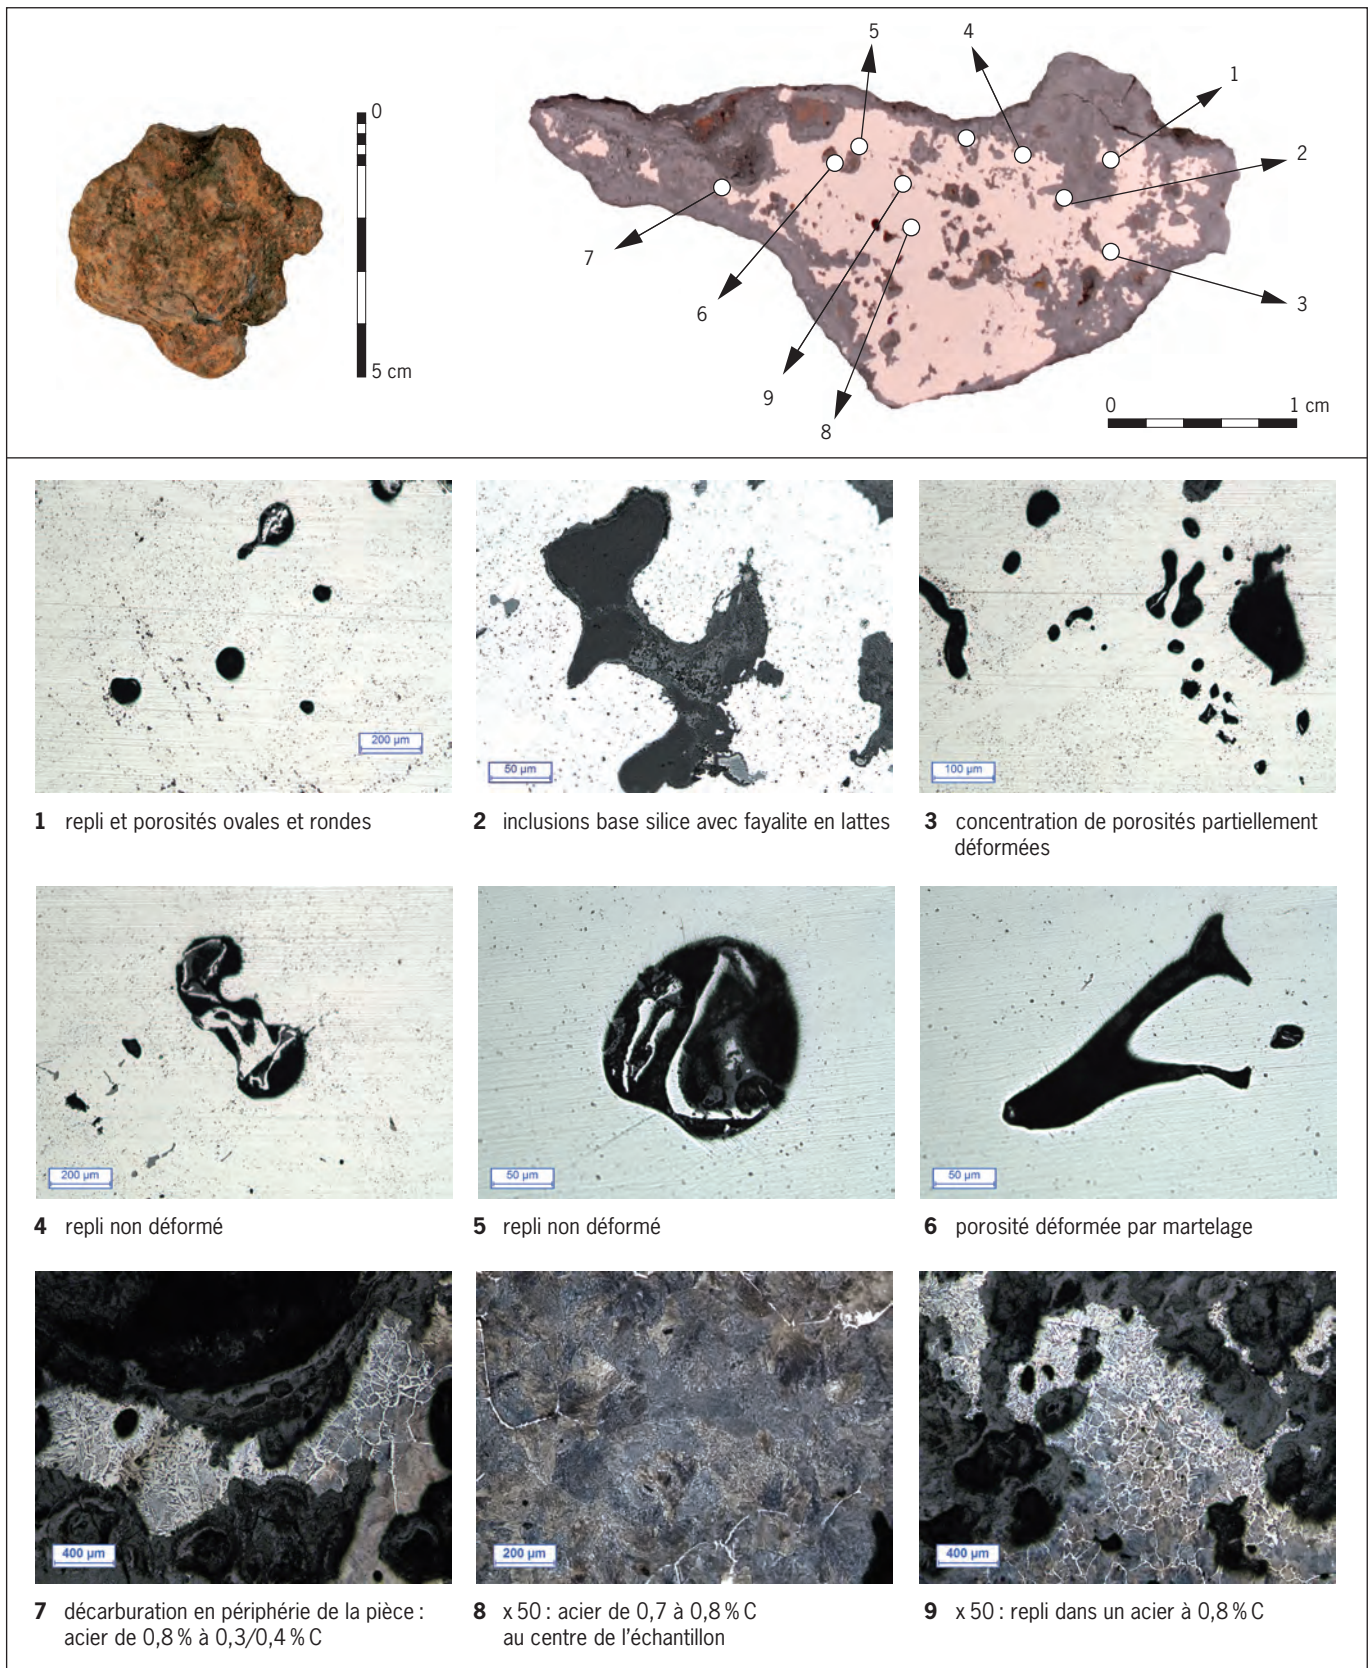 0
5 cm
5
4
1
2
3
7
6
9
8
0 1 cm
200 µm
50 µm
100 µm
1 repli et porosités ovales et rondes
2 inclusions base silice avec fayalite en lattes
3 concentration de porosités partiellement
déformées
200 µm
50 µm
50 µm
4 repli non déformé
5 repli non déformé
6 porosité déformée par martelage
400 µm
200 µm
400 µm
7 décarburation en périphérie de la pièce :
acier de 0,8 % à 0,3/0,4 % C
8 x 50 : acier de 0,7 à 0,8 % C
au centre de l'échantillon
9 x 50 : repli dans un acier à 0,8 % C